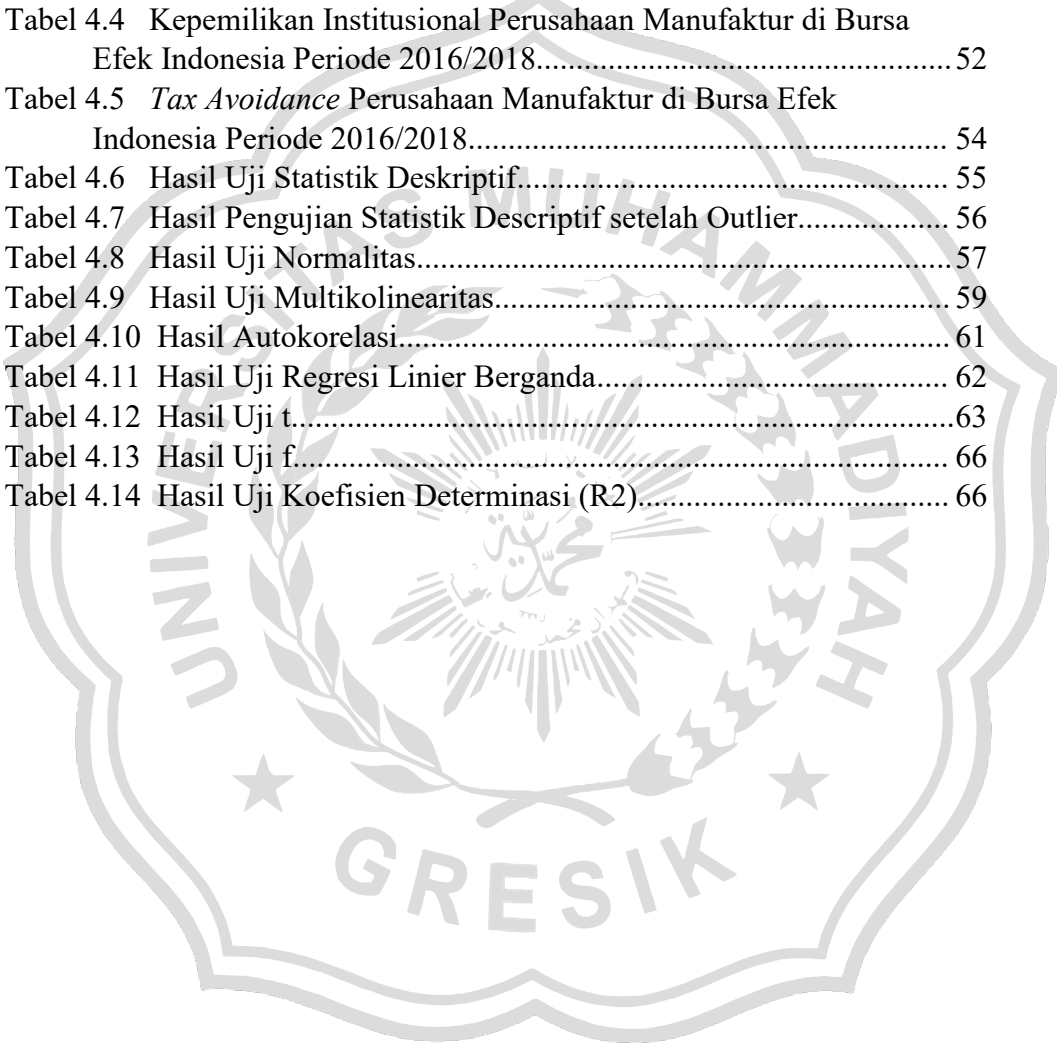 Tabel 4.4 Kepemilikan Institusional Perusahaan Manufaktur di Bursa
Efek Indonesia Periode 2016/2018..................................................... 52
Tabel 4.5 Tax Avoidance Perusahaan Manufaktur di Bursa Efek
Indonesia Periode 2016/2018.............................................................. 54
Tabel 4.6 Hasil Uji Statistik Deskriptif........................................................ 55
Tabel 4.7 Hasil Pengujian Statistik Descriptif setelah Outlier................... 56
Tabel 4.8 Hasil Uji Normalitas.....................................................................57
Tabel 4.9 Hasil Uji Multikolinearitas.......................................................... 59
Tabel 4.10 Hasil Autokorelasi....................................................................... 61
Tabel 4.11 Hasil Uji Regresi Linier Berganda............................................. 62
Tabel 4.12 Hasil Uji t.....................................................................................63
Tabel 4.13 Hasil Uji f.................................................................................... 66
Tabel 4.14 Hasil Uji Koefisien Determinasi (R2)....................................... 66
UNIVERSITAS MUHAMMADIYAH
GRESIK